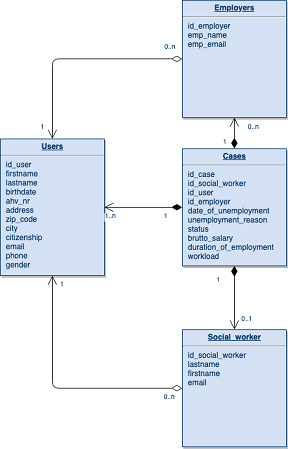 Employers
id_employer
emp_name
emp_email
0..n
1
0..n
1
Users
id_user
firstname
lastname
birthdate
ahv_nr
address
zip_code
city
citizenship
email
phone
gender
Cases
id_case
id_social_worker
id_user
id_employer
date_of_unemployment
unemployment_reason
status
brutto_salary
duration_of_employment
workload
1..n
1
1
1
0..1
Social_worker
id_social_worker
lastname
firstname
email
0..n